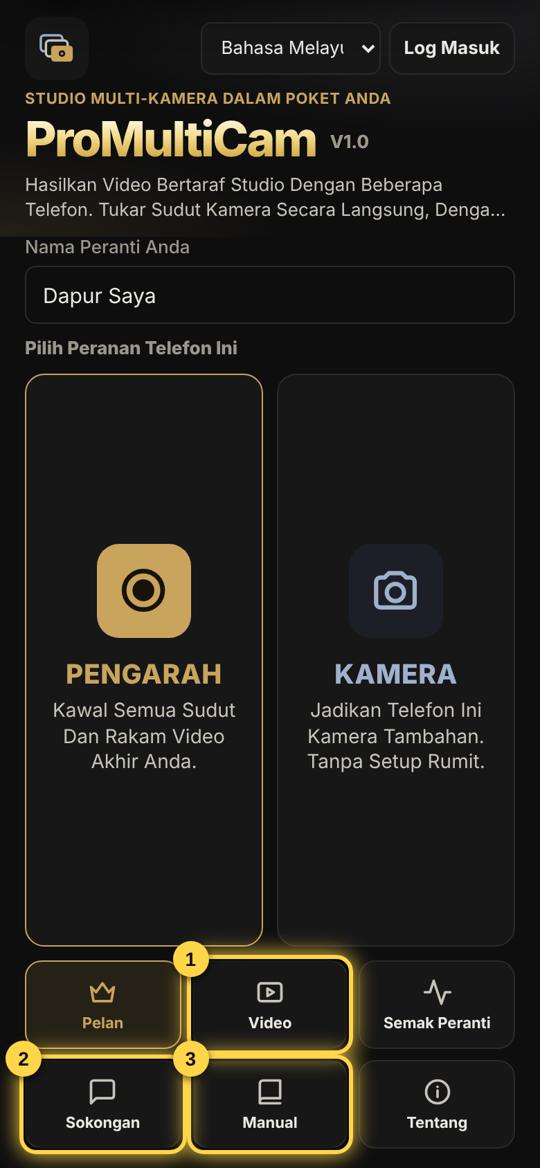 Bahasa Melayu
Log Masuk
STUDIO MULTI-KAMERA DALAM POKET ANDA
ProMultiCam V1.0
Hasilkan Video Bertaraf Studio Dengan Beberapa
Telefon. Tukar Sudut Kamera Secara Langsung, Denga...
Nama Peranti Anda
Dapur Saya
Pilih Peranan Telefon Ini
PENGARAH
Kawal Semua Sudut
Dan Rakam Video
Akhir Anda.
KAMERA
Jadikan Telefon Ini
Kamera Tambahan.
Tanpa Setup Rumit.
Pelan
1
Video
Semak Peranti
2
Sokongan
3
Manual
Tentang